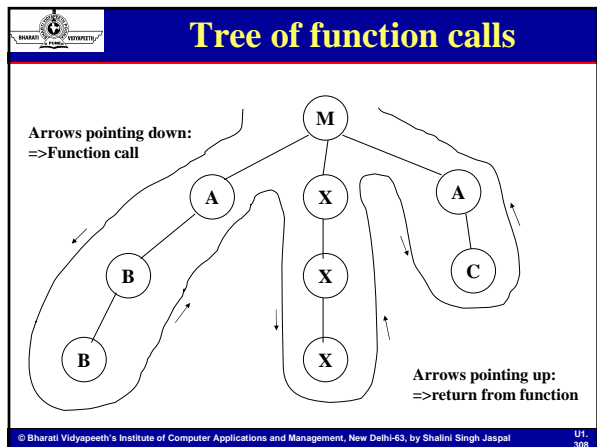 BHARATI
VIDYAPEETH
PUNE
Tree of function calls
Arrows pointing down:
=>Function call
M
A
X
A
B
X
C
B
X
Arrows pointing up:
=>return from function
© Bharati Vidyapeeth's Institute of Computer Applications and Management, New Delhi-63, by Shalini Singh Jaspal
U1.
308